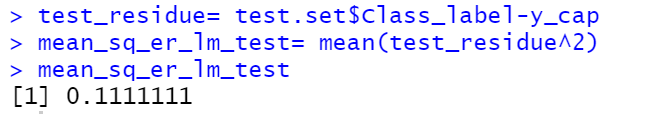 > test_residue= test.set$Class_label-y_cap
> mean_sq_er_lm_test= mean(test_residue^2)
> mean_sq_er_lm_test
[1] 0.1111111